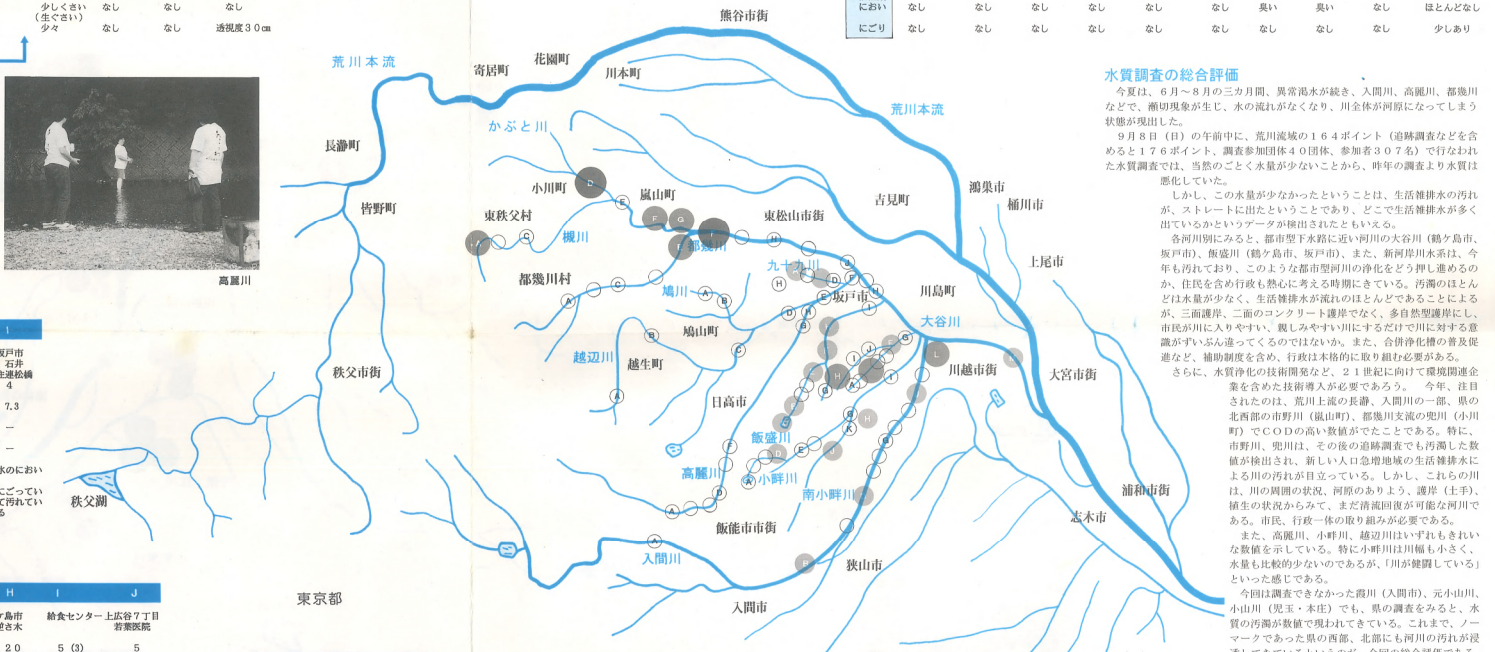 少しくさい なし なし なし
(生ぐさい)
少々 なし なし 透視度30cm
におい なし なし なし なし 臭い 臭い なし ほとんどなし
にごり なし なし なし なし なし なし なし 少しあり
高麗川
荒川本流
寄居町
花園町
川本町
熊谷市街
荒川本流
かぶと川
長瀞町
小川町
嵐山町
東松山市街
吉見町
鴻巣市
桶川市
皆野町
東秩父村
槻川
都幾川
九十九川
上尾市
都幾川村
鳩川
坂戸市
川島町
大谷川
鳩山町
越辺川
越生町
秩父市街
日高市
川越市街
大宮市街
飯盛川
高麗川
小畔川
南小畔川
浦和市街
秩父湖
飯能市市街
志木市
入間川
狭山市
東京都
入間市
I
坂戸市
石井
住連松橋
4
7.3
ー
ー
水のにおい
にごってい
て汚れてい
る
H I J
ケ島市 給食センター 上広谷7丁目
若葉医院
20 5(3) 5
水質調査の総合評価
今夏は、6月〜8月の三カ月間、異常渇水が続き、入間川、高麗川、都幾川
などで、瀬切現象が生じ、水の流れがなくなり、川全体が河原になってしまう
状態が現出した。
9月8日(日)の午前中に、荒川流域の164ポイント(追跡調査などを含
めると176ポイント、調査参加団体40団体、参加者307名)で行なわれ
た水質調査では、当然のごとく水量が少ないことから、昨年の調査より水質は
悪化していた。
しかし、この水量が少なかったということは、生活雑排水の汚れ
が、ストレートに出たということであり、どこで生活雑排水が多く
出ているかというデータが検出されたともいえる。
各河川別にみると、都市型下水路に近い河川の大谷川(鶴ケ島市、
坂戸市)、飯盛川(鶴ケ島市、坂戸市)、また、新河岸川水系は、今
年も汚れており、このような都市型河川の浄化をどう押し進めるの
か、住民を含め行政も熱心に考える時期にきている。汚濁のほとん
どは水量が少なく、生活雑排水が流れのほとんどであることによる
が、三面護岸、二面のコンクリート護岸でなく、多自然型護岸にし、
市民が川に入りやすい、親しみやすい川にするだけで川に対する意
識がずいぶん違ってくるのではないか。また、合併浄化槽の普及促
進など、補助制度を含め、行政は本格的に取り組む必要がある。
さらに、水質浄化の技術開発など、21世紀に向けて環境関連企
業を含めた技術導入が必要であろう。 今年、注目
されたのは、荒川上流の長瀞、入間川の一部、県の
北西部の市野川(嵐山町)、都幾川支流の兜川(小川
町)でCODの高い数値がでたことである。特に、
市野川、兜川は、その後の追跡調査でも汚濁した数
値が検出され、新しい人口急増地域の生活雑排水に
よる川の汚れが目立っている。しかし、これらの川
は、川の周囲の状況、河原のありよう、護岸(土手)、
植生の状況からみて、まだ清流回復が可能な河川で
ある。市民、行政一体の取り組みが必要である。
また、高麗川、小畔川、越辺川はいずれもきれい
な数値を示している。特に小畔川は川幅も小さく、
水量も比較的少ないのであるが、「川が健闘している」
といった感じである。
今回は調査できなかった霞川(入間市)、元小山川、
小山川(児玉・本庄)でも、県の調査をみると、水
質の汚濁が数値で現われてきている。これまで、ノー
マークであった県の西部、北部にも河川の汚れが浸